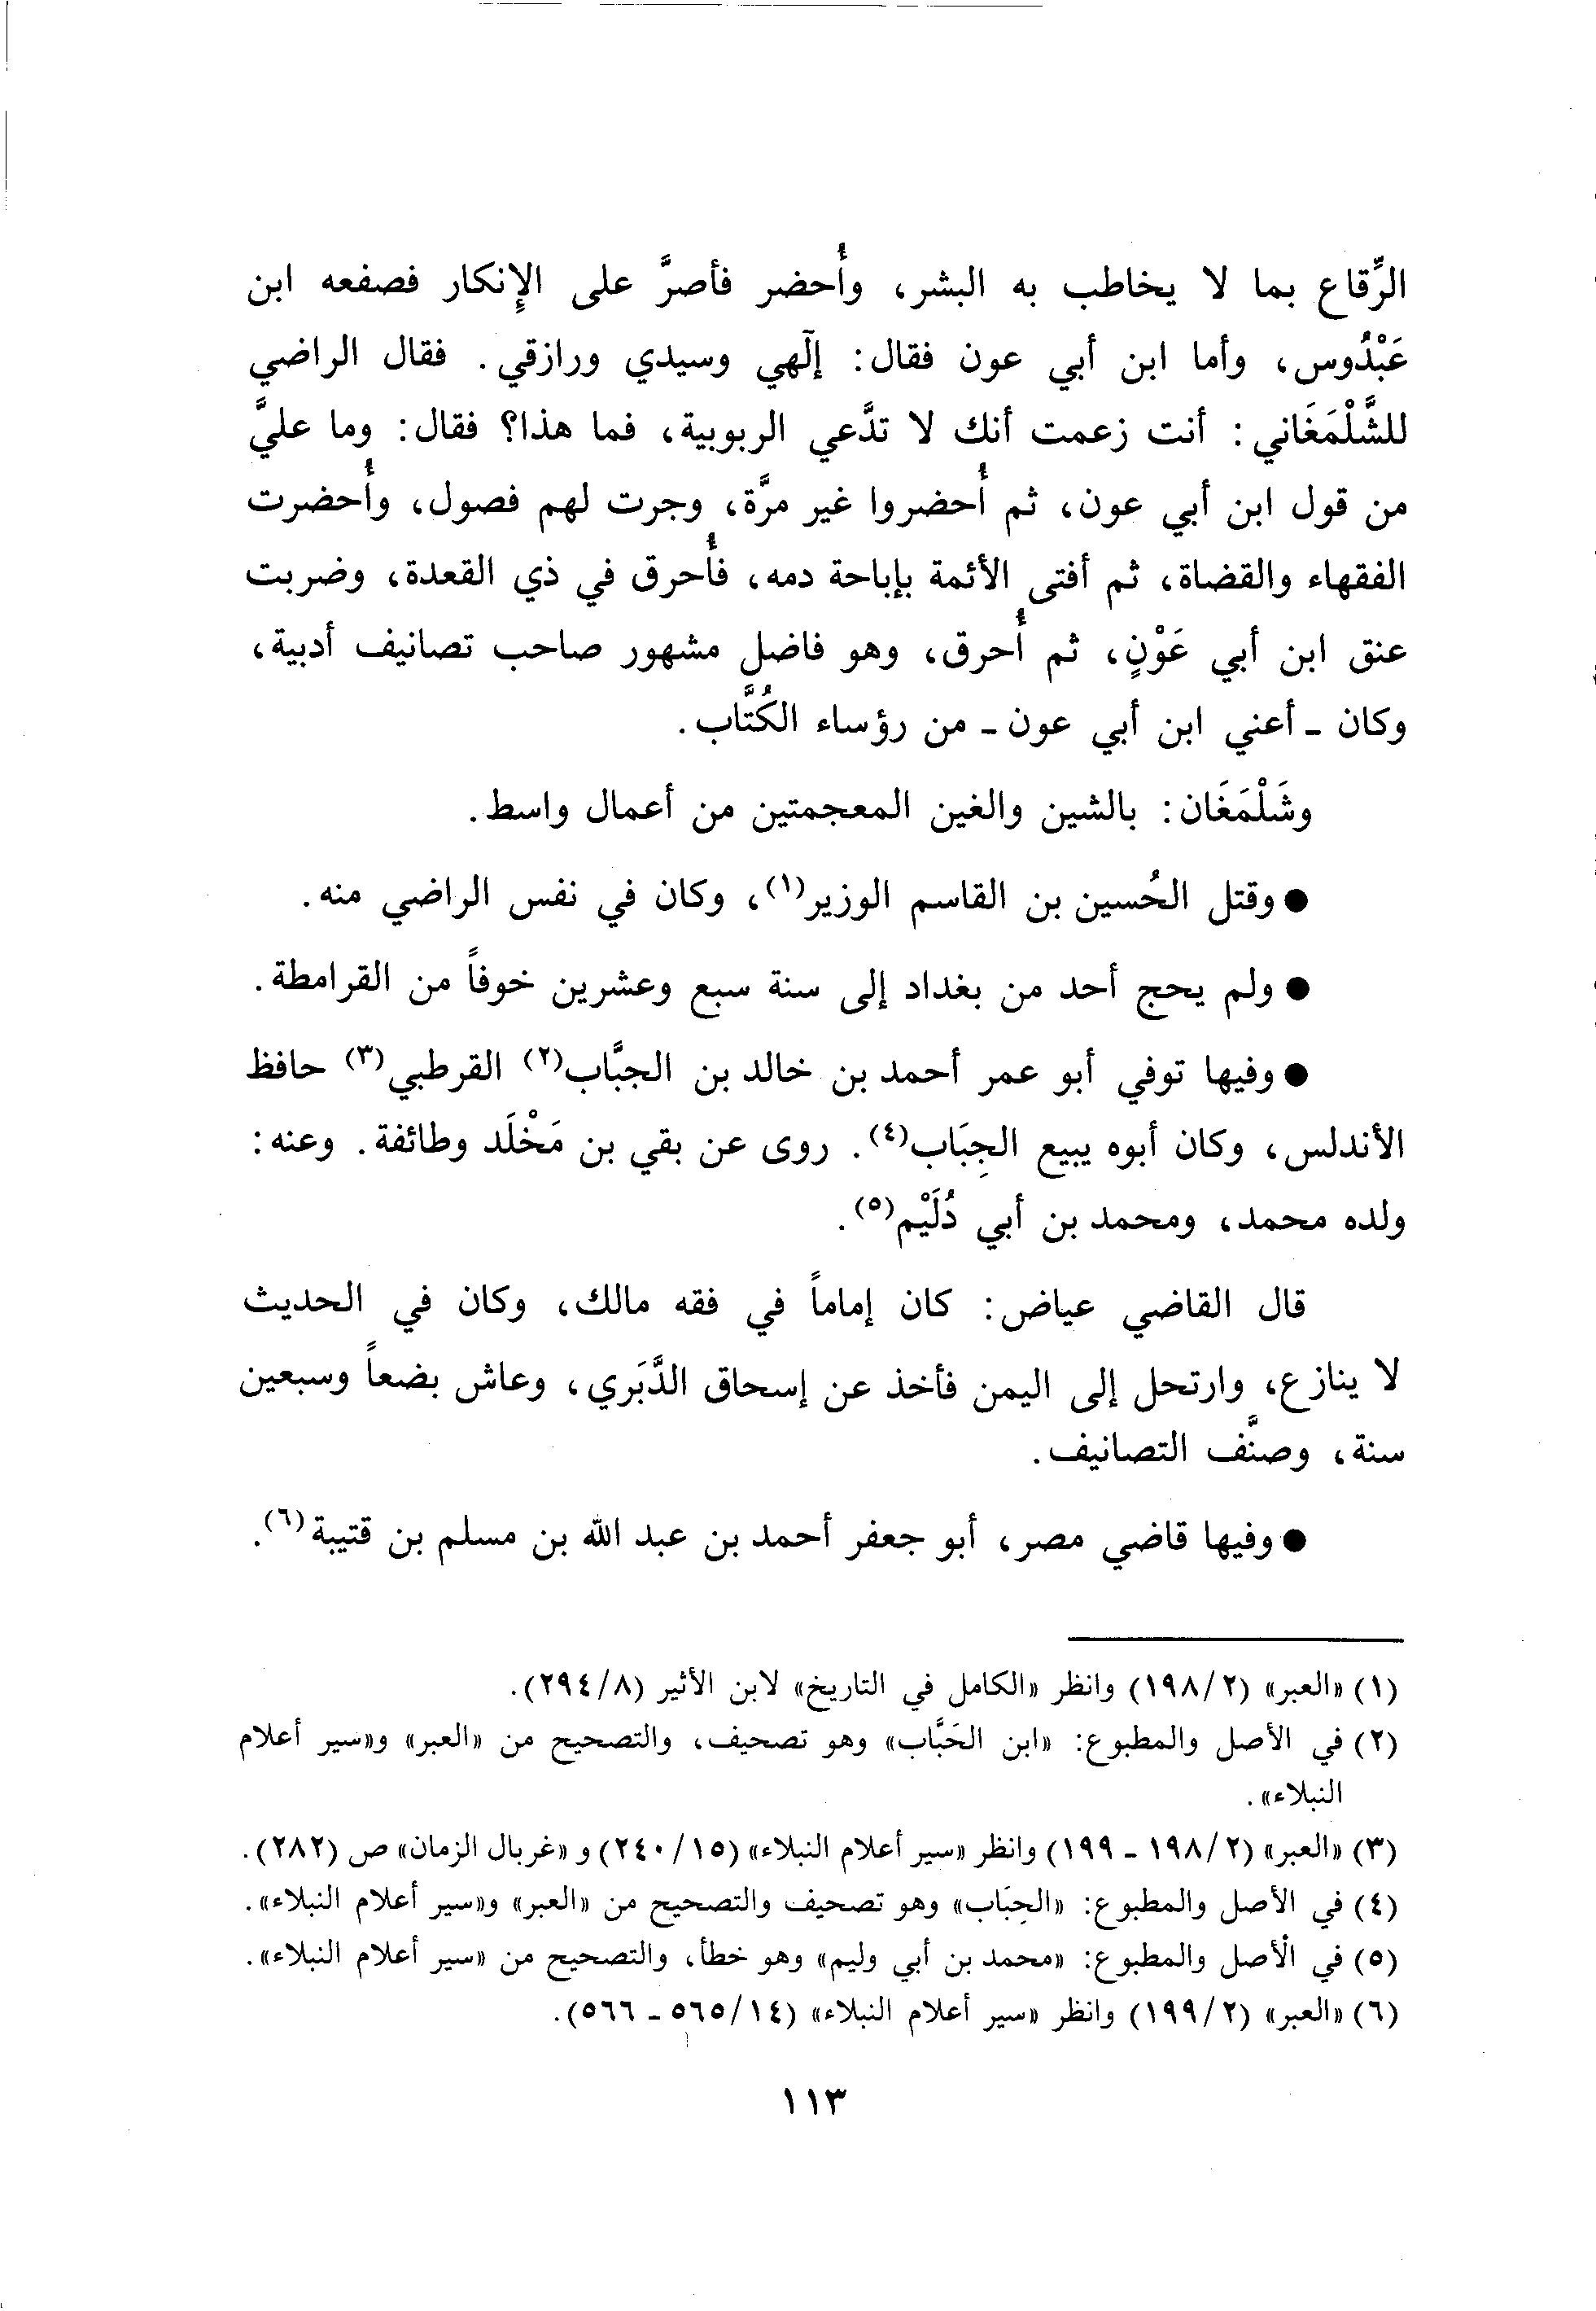 الرِّقاع بما لا يخاطب به البشر، وأُحضر فأصرَّ على الإِنكار فصفعه ابن
عَبْدُوس، وأما ابن أبي عون فقال: إلٓهي وسيدي ورازقي. فقال الراضي
للشَّلْمَغَاني: أنت زعمت أنك لا تدَّعي الربوبية، فما هذا؟ فقال: وما عليَّ
من قول ابن أبي عون، ثم أُحضروا غير مرَّة، وجرت لهم فصول، وأُحضرت
الفقهاء والقضاة، ثم أفتى الأئمة بإباحة دمه، فأُحرق في ذي القعدة، وضربت
عنق ابن أبي عَوْنٍ، ثم أُحرق، وهو فاضل مشهور صاحب تصانيف أدبية،
وكان - أعني ابن أبي عون - من رؤساء الكُتَّاب.
وشَلْمَغَان: بالشين والغين المعجمتين من أعمال واسط.
● وقتل الحُسين بن القاسم الوزير(١)، وكان في نفس الراضي منه.
● ولم يحج أحد من بغداد إلى سنة سبع وعشرين خوفاً من القرامطة.
● وفيها توفي أبو عمر أحمد بن خالد بن الجبَّاب(٢) القرطبي(٣) حافظ
الأندلس، وكان أبوه يبيع الجِبَاب(٤). روى عن بقي بن مَخْلَد وطائفة. وعنه:
ولده محمد، ومحمد بن أبي دُلَيْم(٥).
قال القاضي عياض: كان إماماً في فقه مالك، وكان في الحديث
لا ينازع، وارتحل إلى اليمن فأخذ عن إسحاق الدَّبَري، وعاش بضعاً وسبعين
سنة، وصنَّف التصانيف.
● وفيها قاضي مصر، أبو جعفر أحمد بن عبد الله بن مسلم بن قتيبة(٦).
(١) «العبر» (١٩٨/٢) وانظر «الكامل في التاريخ» لابن الأثير (٢٩٤/٨).
(٢) في الأصل والمطبوع: «ابن الحَبَّاب» وهو تصحيف، والتصحيح من «العبر» و«سير أعلام
النبلاء».
(٣) «العبر» (١٩٨/٢ - ١٩٩) وانظر «سير أعلام النبلاء» (٢٤٠/١٥) و «غربال الزمان» ص (٢٨٢).
(٤) في الأصل والمطبوع: «الحِبَاب» وهو تصحيف والتصحيح من «العبر» و«سير أعلام النبلاء».
(٥) في الأصل والمطبوع: «محمد بن أبي وليم» وهو خطأ، والتصحيح من «سير أعلام النبلاء».
(٦) «العبر» (١٩٩/٢) وانظر «سير أعلام النبلاء» (٥٦٥/١٤ - ٥٦٦).
١١٣